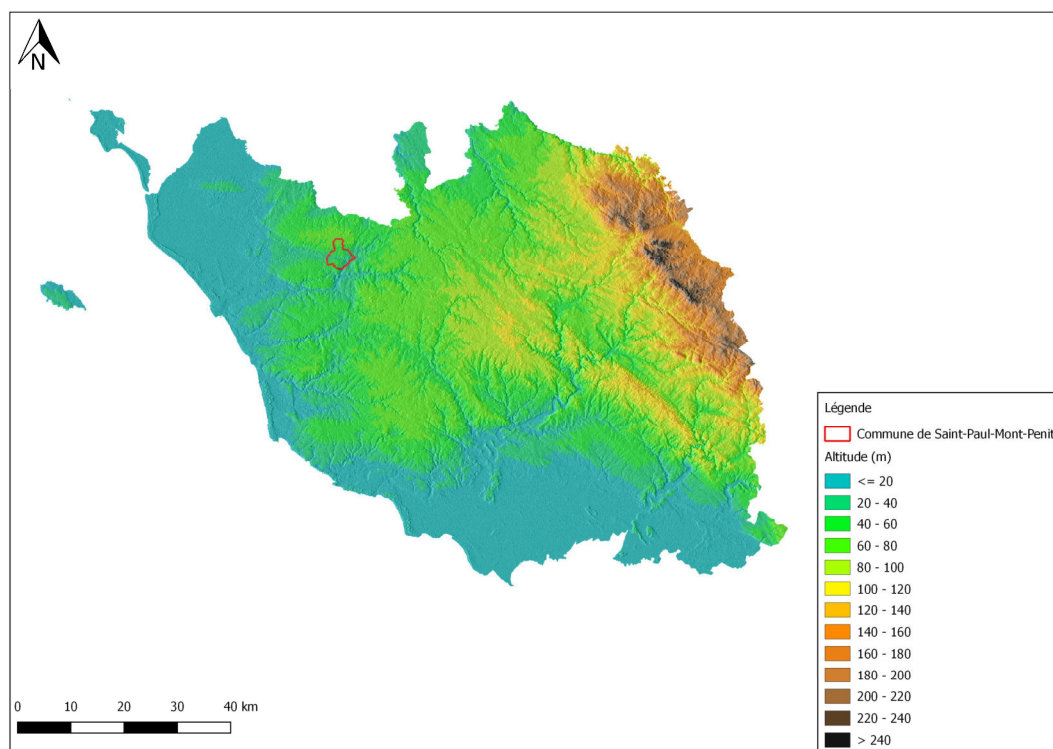 N
Légende
Commune de Saint-Paul-Mont-Penit
Altitude (m)
<= 20
20 - 40
40 - 60
60 - 80
80 - 100
100 - 120
120 - 140
140 - 160
160 - 180
180 - 200
200 - 220
220 - 240
> 240
0 10 20 30 40 km